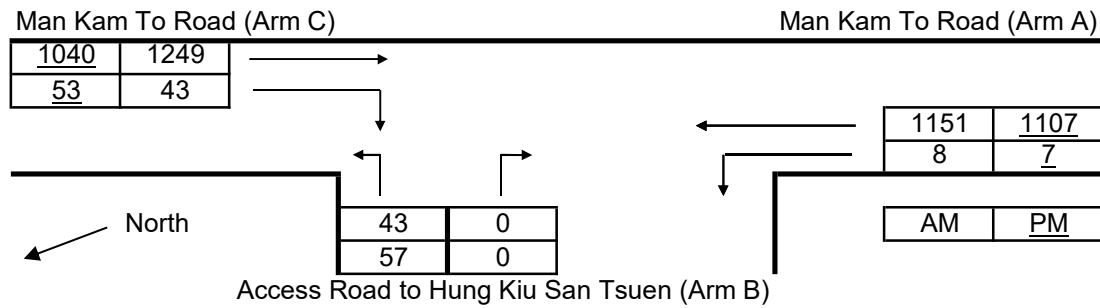 Man Kam To Road (Arm C) Man Kam To Road (Arm A)
1040 1249
53 43
1151 1107
8 7
North
43 0
AM PM
57 0
Access Road to Hung Kiu San Tsuen (Arm B)